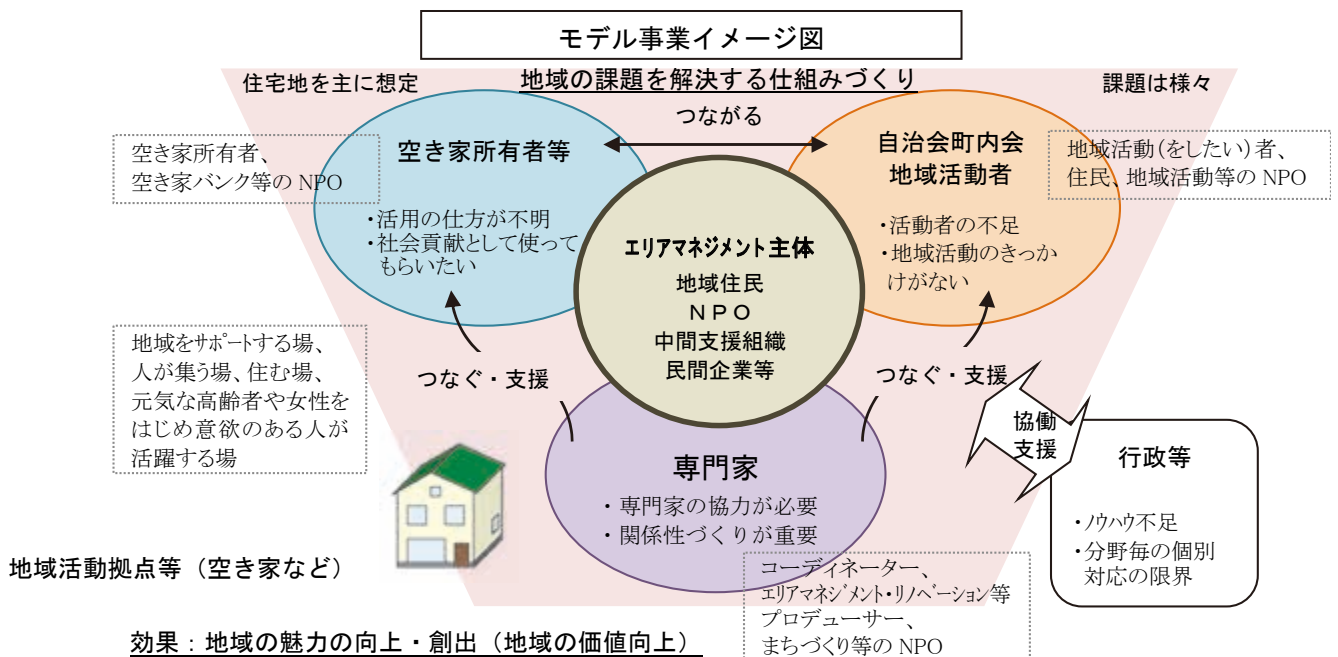 モデル事業イメージ図
住宅地を主に想定
地域の課題を解決する仕組みづくり
課題は様々
つながる
空き家所有者、
空き家バンク等の NPO
空き家所有者等
・活用の仕方が不明
・社会貢献として使って
もらいたい
自治会町内会
地域活動者
・活動者の不足
・地域活動のきっか
けがない
地域活動(をしたい)者、
住民、地域活動等の NPO
エリアマネジメント主体
地域住民
ＮＰＯ
中間支援組織
民間企業等
地域をサポートする場、
人が集う場、住む場、
元気な高齢者や女性を
はじめ意欲のある人が
活躍する場
つなぐ・支援
つなぐ・支援
協働
支援
専門家
・専門家の協力が必要
・関係性づくりが重要
行政等
・ノウハウ不足
・分野毎の個別
対応の限界
地域活動拠点等（空き家など）
コーディネーター、
エリアマネジメント・リノベーション等
プロデューサー、
まちづくり等の NPO
効果：地域の魅力の向上・創出（地域の価値向上）